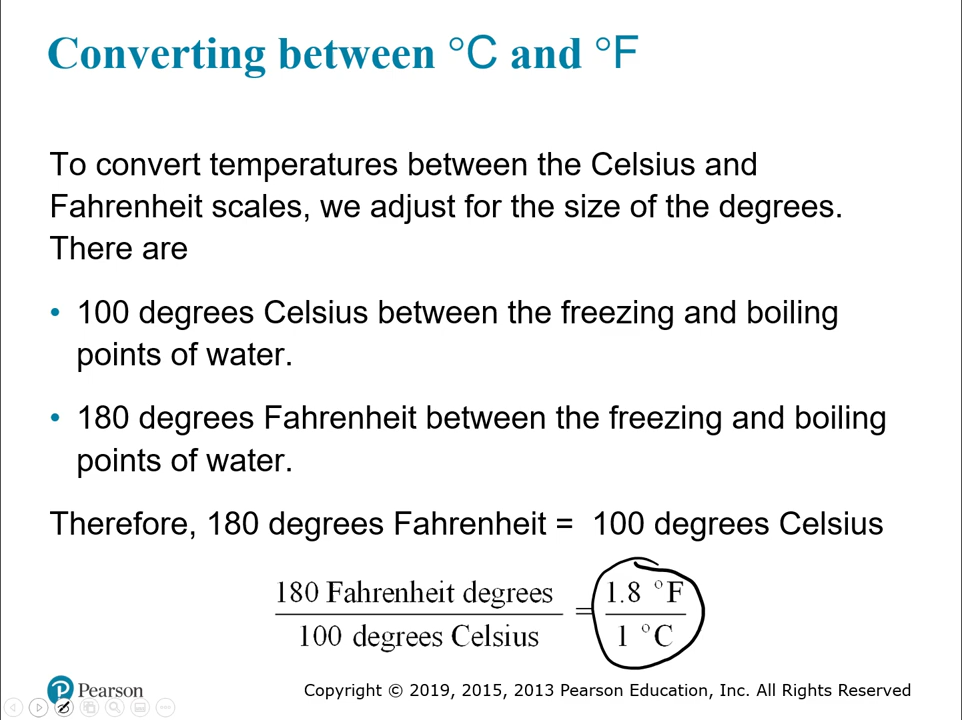 Converting between °C and °F
To convert temperatures between the Celsius and
Fahrenheit scales, we adjust for the size of the degrees.
There are
• 100 degrees Celsius between the freezing and boiling
points of water.
• 180 degrees Fahrenheit between the freezing and boiling
points of water.
Therefore, 180 degrees Fahrenheit = 100 degrees Celsius
180 Fahrenheit degrees
100 degrees Celsius
=
1.8 °F
1 °C
Pearson
Copyright © 2019, 2015, 2013 Pearson Education, Inc. All Rights Reserved